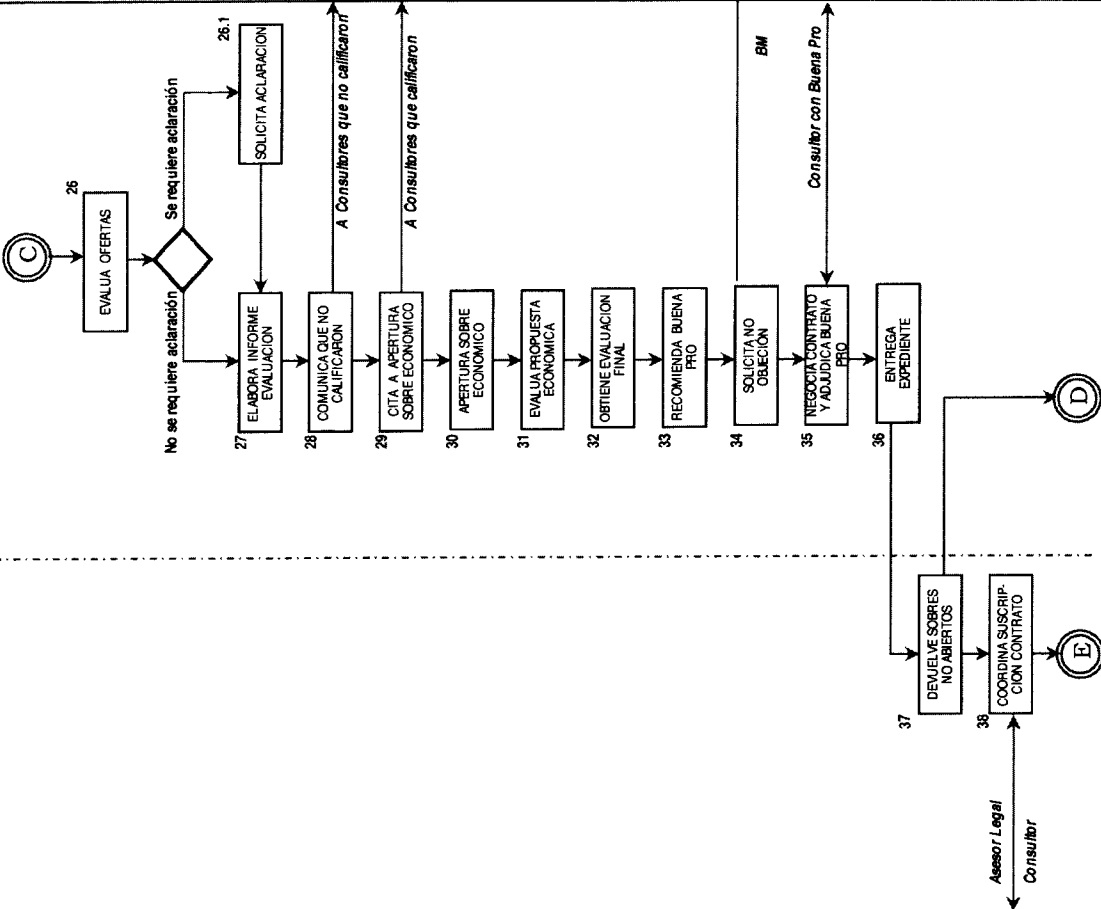 C
26
EVALUA OFERTAS
No se requiere aclaración
Se requiere aclaración
26.1
SOLICITA ACLARACION
27
ELABORA INFORME
EVALUACION
28
COMUNICA QUE NO
CALIFICARON
A Consultores que no calificaron
29
CITA A APERTURA
SOBRE ECONOMICO
A Consultores que calificaron
30
APERTURA SOBRE
ECONOMICO
31
EVALUA PROPUESTA
ECONOMICA
32
OBTIENE EVALUACION
FINAL
33
RECOMIENDA BUENA
PRO
34
SOLICITA NO
OBJECIÓN
BM
35
NEGOCIA CONTRATO
Y ADJUDICA BUENA
PRO
Consultor con Buena Pro
36
ENTREGA
EXPEDIENTE
37
DEVUELVE SOBRES
NO ABIERTOS
D
38
COORDINA SUSCRIP-
CION CONTRATO
Asesor Legal
Consultor
E